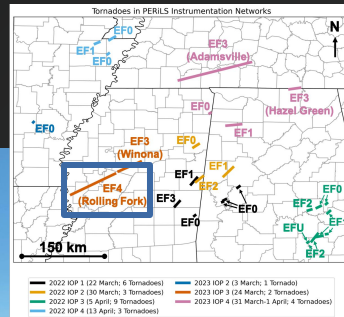 Tornadoes in PERiLS Instrumentation Networks
N
EF0
EF1
EF0
EF3
(Adamsville)
EF3
(Hazel Green)
EF0
EF0
EF1
EF3
(Winona)
EF0
EF1
EF1
EF2
EF4
(Rolling Fork)
EF3
EF0
EF0
EF0
EF2
EF1
EFU
EF2
150 km
2022 IOP 1 (22 March; 6 Tornadoes)
2022 IOP 2 (30 March; 3 Tornadoes)
2022 IOP 3 (5 April; 9 Tornadoes)
2022 IOP 4 (13 April; 3 Tornadoes)
2023 IOP 2 (3 March; 1 Tornado)
2023 IOP 3 (24 March; 2 Tornadoes)
2023 IOP 4 (31 March-1 April; 4 Tornadoes)